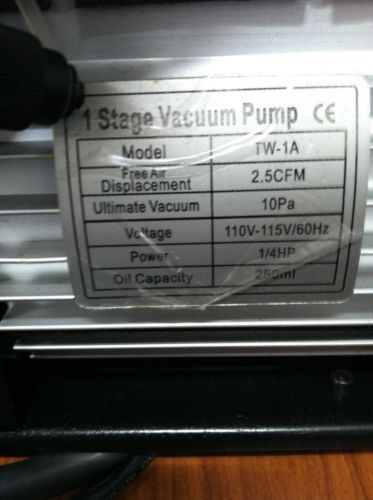 1 Stage Vacuum Pump CE
Model TW-1A
Free Air
Displacement 2.5CFM
Ultimate Vacuum 10Pa
Voltage 110V-115V/60Hz
Power 1/4HP
Oil Capacity 250ml